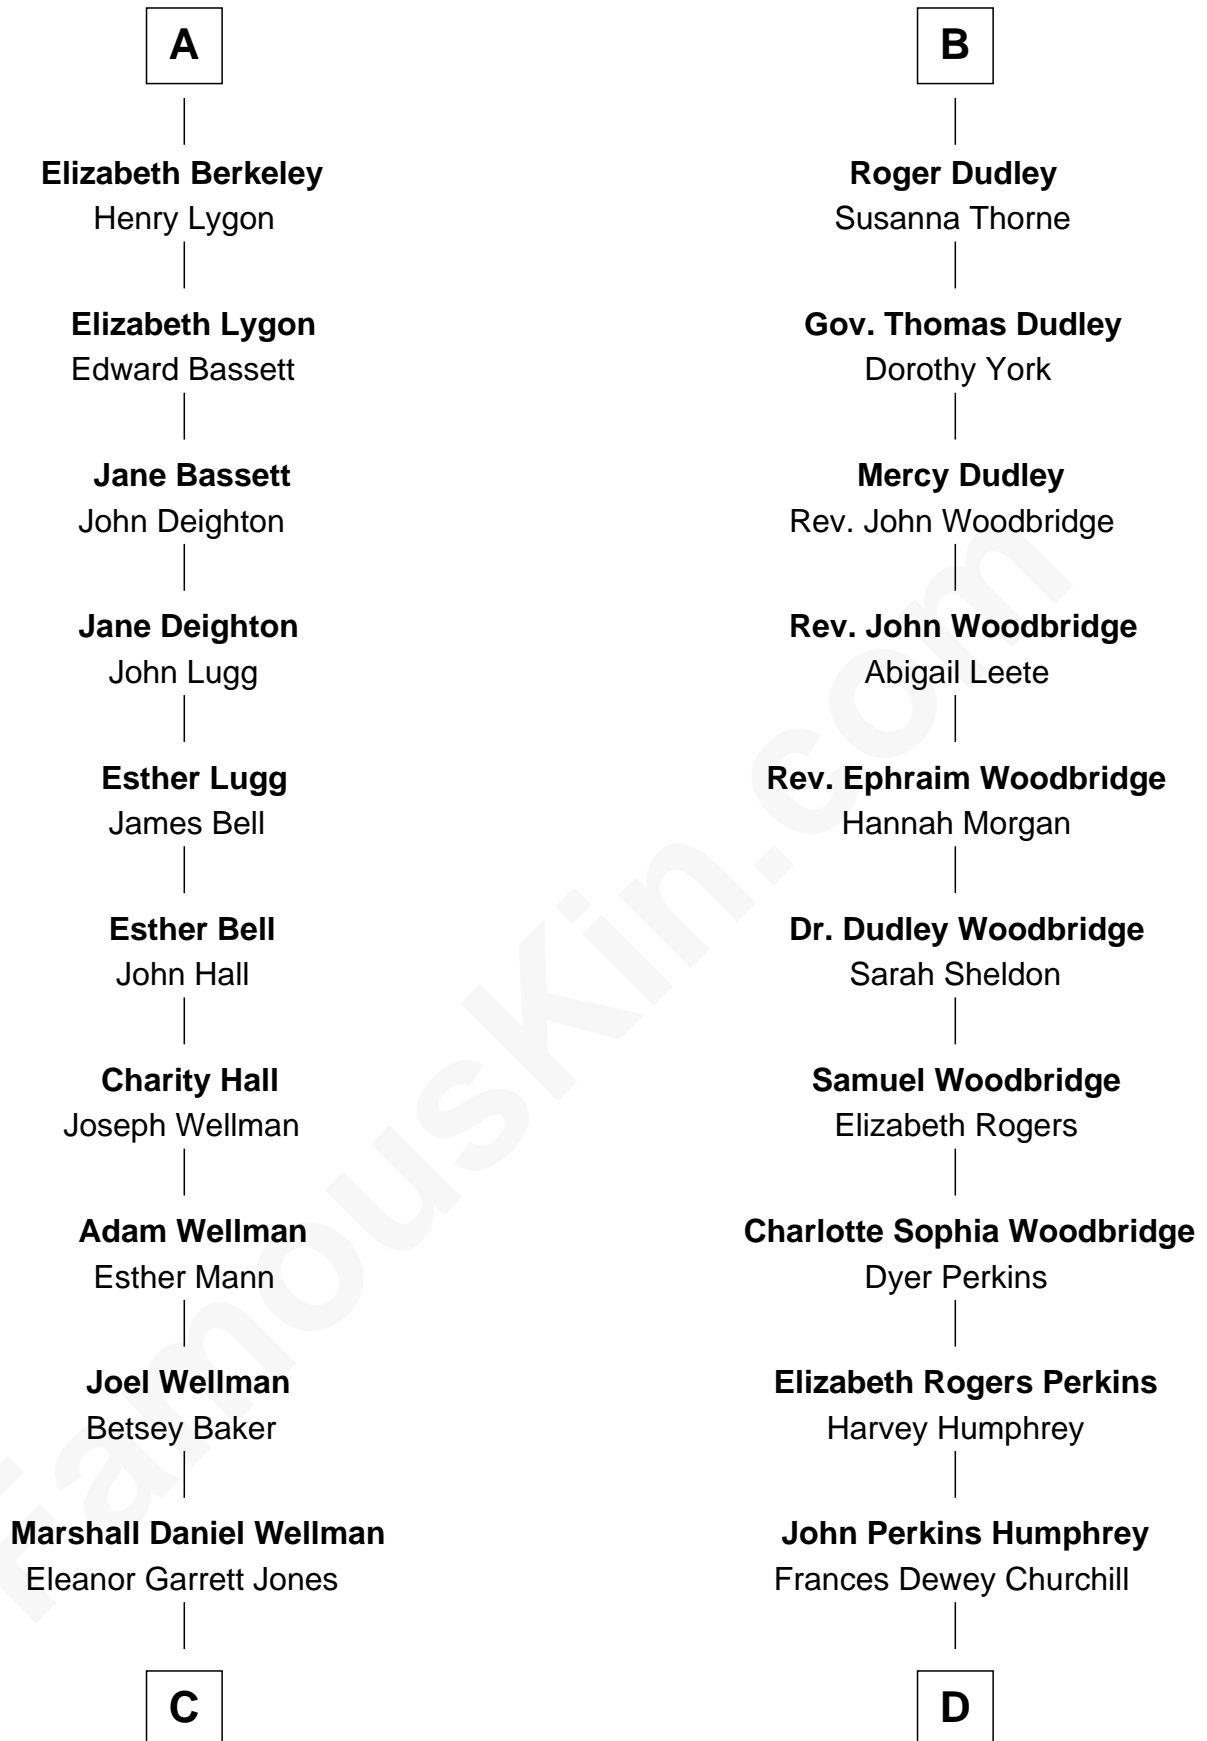 A
Elizabeth Berkeley
Henry Lygon
Elizabeth Lygon
Edward Bassett
Jane Bassett
John Deighton
Jane Deighton
John Lugg
Esther Lugg
James Bell
Esther Bell
John Hall
Charity Hall
Joseph Wellman
Adam Wellman
Esther Mann
Joel Wellman
Betsey Baker
Marshall Daniel Wellman
Eleanor Garrett Jones
C
B
Roger Dudley
Susanna Thorne
Gov. Thomas Dudley
Dorothy York
Mercy Dudley
Rev. John Woodbridge
Rev. John Woodbridge
Abigail Leete
Rev. Ephraim Woodbridge
Hannah Morgan
Dr. Dudley Woodbridge
Sarah Sheldon
Samuel Woodbridge
Elizabeth Rogers
Charlotte Sophia Woodbridge
Dyer Perkins
Elizabeth Rogers Perkins
Harvey Humphrey
John Perkins Humphrey
Frances Dewey Churchill
D
FamousKin.com